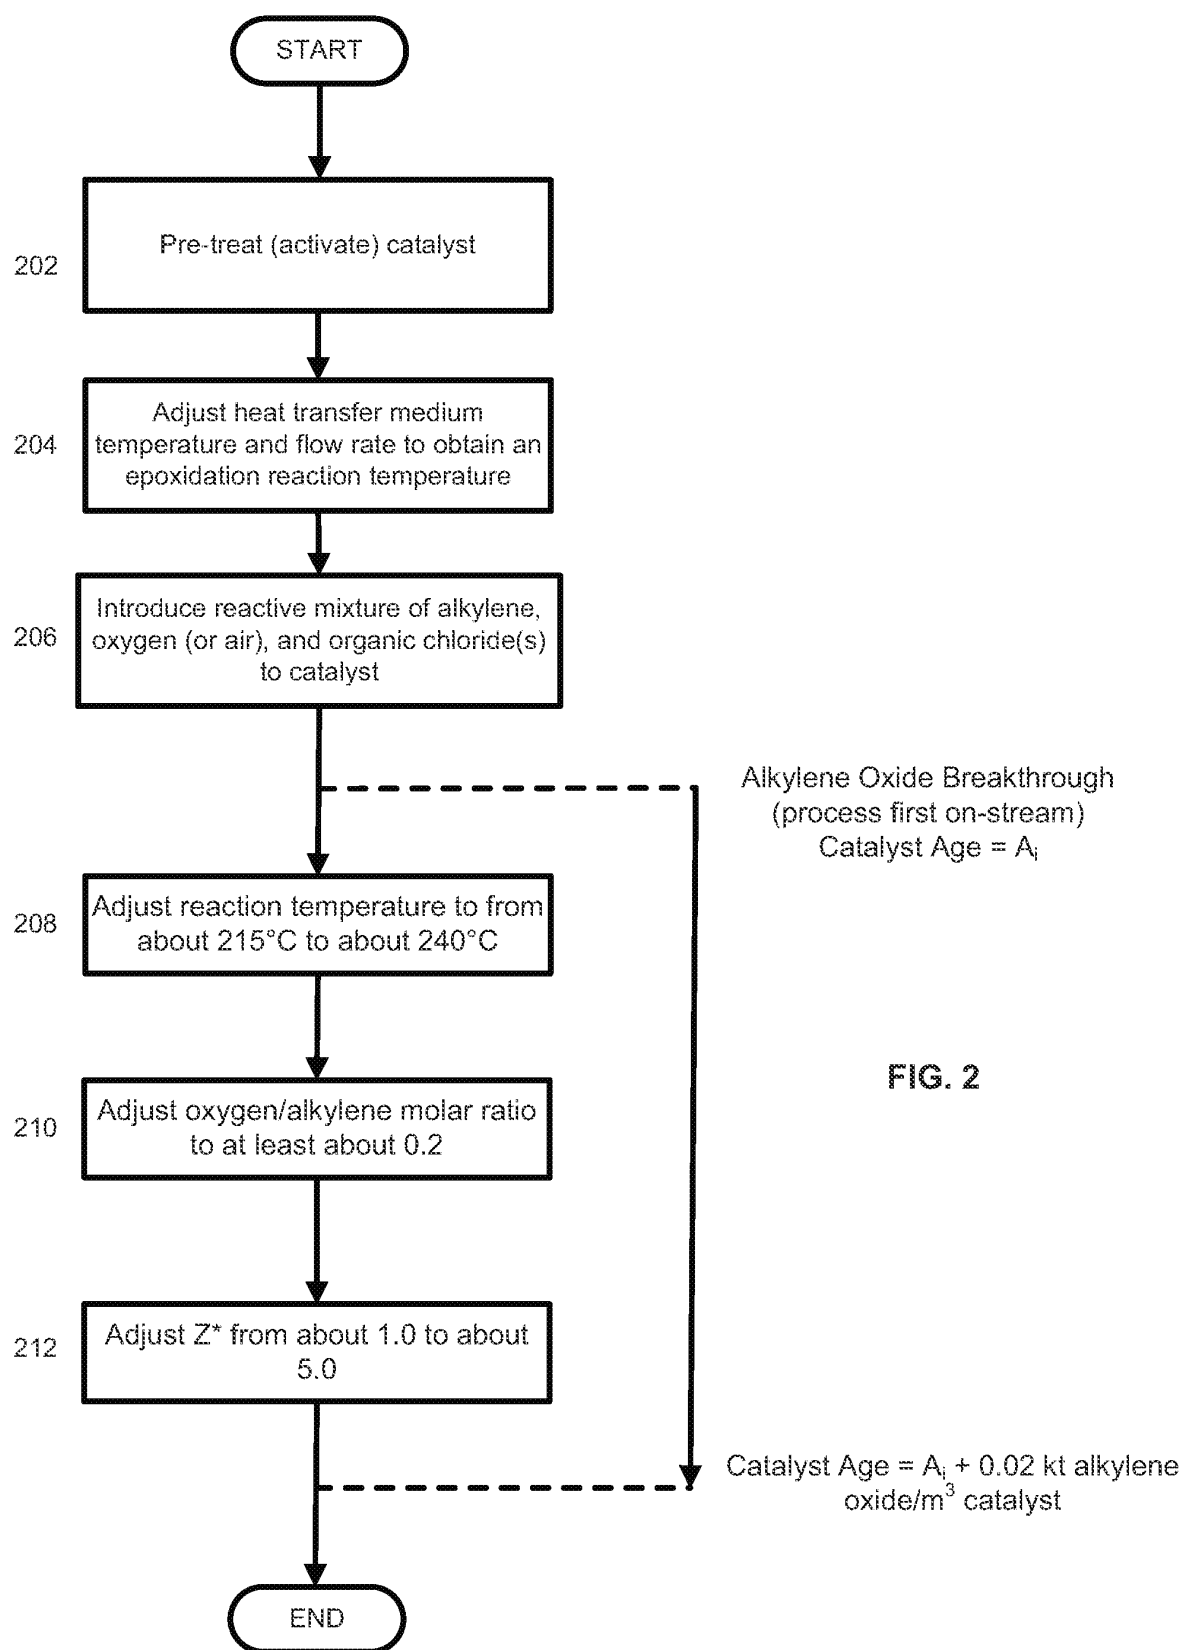 START
Pre-treat (activate) catalyst
202
Adjust heat transfer medium
temperature and flow rate to obtain an
epoxidation reaction temperature
204
Introduce reactive mixture of alkylene,
oxygen (or air), and organic chloride(s)
to catalyst
206
Alkylene Oxide Breakthrough
(process first on-stream)
Catalyst Age = Aᵢ
Adjust reaction temperature to from
about 215°C to about 240°C
208
FIG. 2
Adjust oxygen/alkylene molar ratio
to at least about 0.2
210
Adjust Z* from about 1.0 to about
5.0
212
Catalyst Age = Aᵢ + 0.02 kt alkylene
oxide/m³ catalyst
END